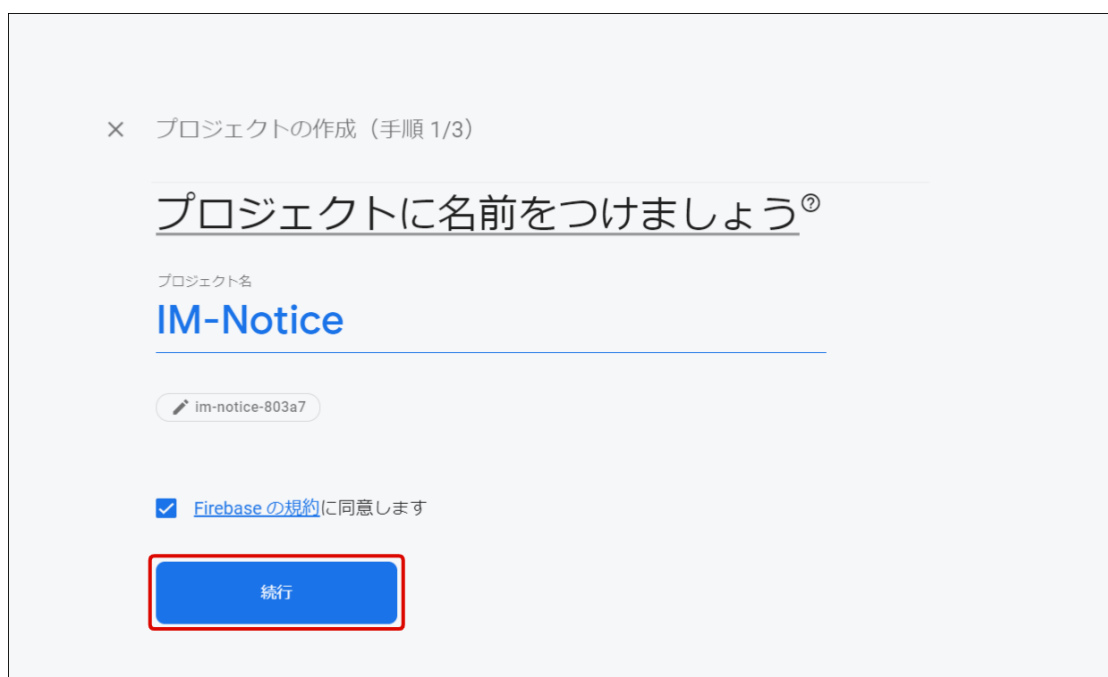 プロジェクトの作成（手順 1/3）
プロジェクトに名前をつけましょう
プロジェクト名
IM-Notice
im-notice-803a7
Firebase の規約に同意します
続行